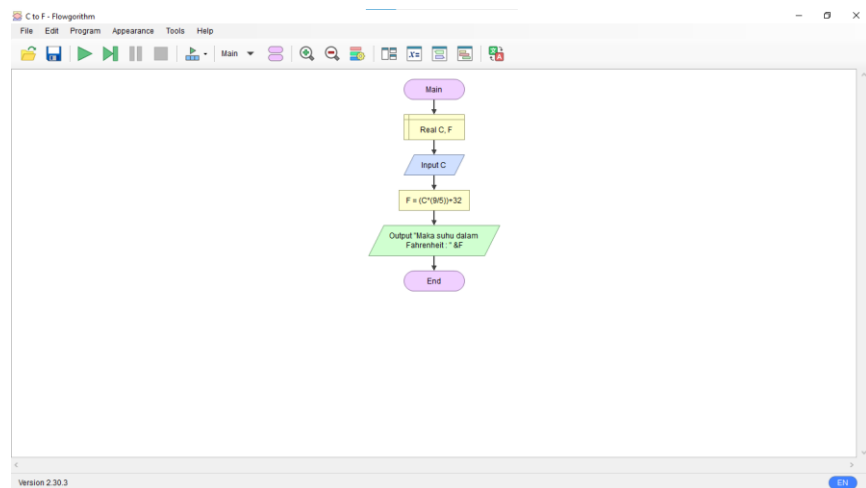 C to F - Flowgorithm
File Edit Program Appearance Tools Help
Main
Main
Real C, F
Input C
F = (C*(9/5))+32
Output "Maka suhu dalam
Fahrenheit : " &F
End
Version 2.30.3
EN